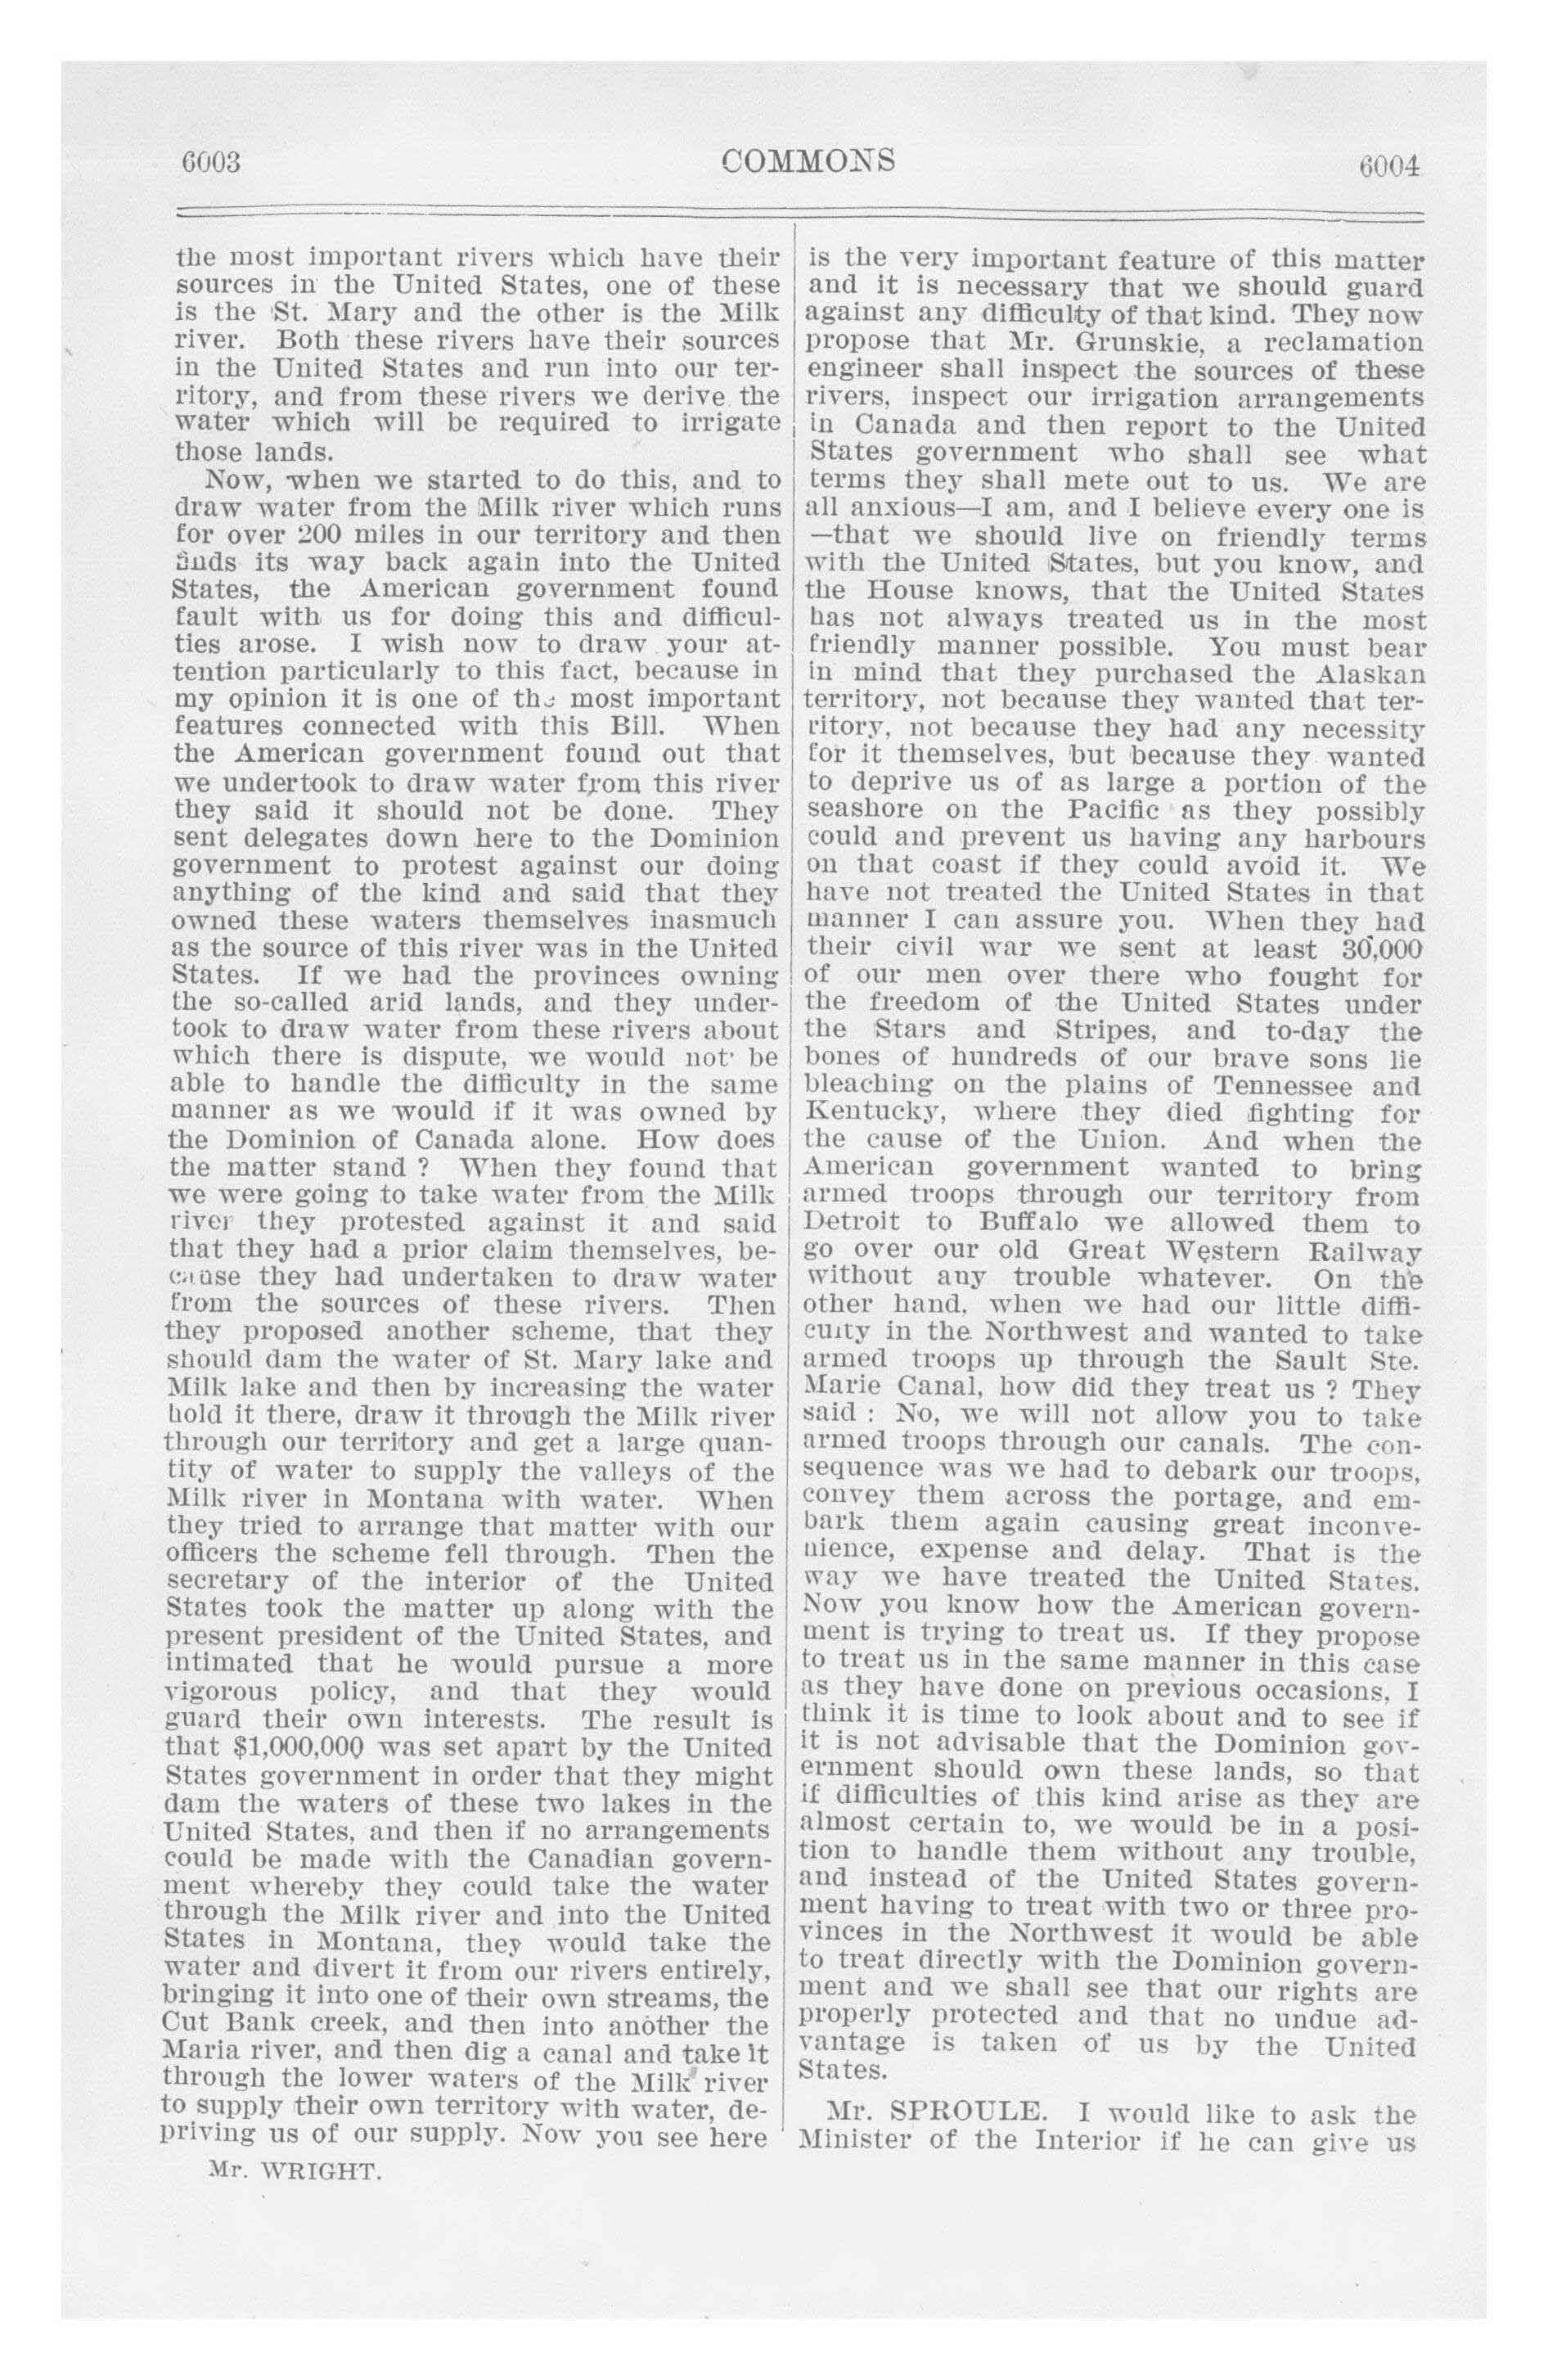 6003
COMMONS
6004
the most important rivers which have their
sources in the United States, one of these
is the St. Mary and the other is the Milk
river. Both these rivers have their sources
in the United States and run into our ter-
ritory, and from these rivers we derive the
water which will be required to irrigate
those lands.
Now, when we started to do this, and to
draw water from the Milk river which runs
for over 200 miles in our territory and then
finds its way back again into the United
States, the American government found
fault with us for doing this and difficul-
ties arose. I wish now to draw your at-
tention particularly to this fact, because in
my opinion it is one of the most important
features connected with this Bill. When
the American government found out that
we undertook to draw water from this river
they said it should not be done. They
sent delegates down here to the Dominion
government to protest against our doing
anything of the kind and said that they
owned these waters themselves inasmuch
as the source of this river was in the United
States. If we had the provinces owning
the so-called arid lands, and they under-
took to draw water from these rivers about
which there is dispute, we would not be
able to handle the difficulty in the same
manner as we would if it was owned by
the Dominion of Canada alone. How does
the matter stand ? When they found that
we were going to take water from the Milk
river they protested against it and said
that they had a prior claim themselves, be-
cause they had undertaken to draw water
from the sources of these rivers. Then
they proposed another scheme, that they
should dam the water of St. Mary lake and
Milk lake and then by increasing the water
hold it there, draw it through the Milk river
through our territory and get a large quan-
tity of water to supply the valleys of the
Milk river in Montana with water. When
they tried to arrange that matter with our
officers the scheme fell through. Then the
secretary of the interior of the United
States took the matter up along with the
present president of the United States, and
intimated that he would pursue a more
vigorous policy, and that they would
guard their own interests. The result is
that $1,000,000 was set apart by the United
States government in order that they might
dam the waters of these two lakes in the
United States, and then if no arrangements
could be made with the Canadian govern-
ment whereby they could take the water
through the Milk river and into the United
States in Montana, they would take the
water and divert it from our rivers entirely,
bringing it into one of their own streams, the
Cut Bank creek, and then into another the
Maria river, and then dig a canal and take it
through the lower waters of the Milk river
to supply their own territory with water, de-
priving us of our supply. Now you see here
Mr. WRIGHT.
is the very important feature of this matter
and it is necessary that we should guard
against any difficulty of that kind. They now
propose that Mr. Grunskie, a reclamation
engineer shall inspect the sources of these
rivers, inspect our irrigation arrangements
in Canada and then report to the United
States government who shall see what
terms they shall mete out to us. We are
all anxious—I am, and I believe every one is
—that we should live on friendly terms
with the United States, but you know, and
the House knows, that the United States
has not always treated us in the most
friendly manner possible. You must bear
in mind that they purchased the Alaskan
territory, not because they wanted that ter-
ritory, not because they had any necessity
for it themselves, but because they wanted
to deprive us of as large a portion of the
seashore on the Pacific as they possibly
could and prevent us having any harbours
on that coast if they could avoid it. We
have not treated the United States in that
manner I can assure you. When they had
their civil war we sent at least 30,000
of our men over there who fought for
the freedom of the United States under
the Stars and Stripes, and to-day the
bones of hundreds of our brave sons lie
bleaching on the plains of Tennessee and
Kentucky, where they died fighting for
the cause of the Union. And when the
American government wanted to bring
armed troops through our territory from
Detroit to Buffalo we allowed them to
go over our old Great Western Railway
without any trouble whatever. On the
other hand, when we had our little diffi-
culty in the Northwest and wanted to take
armed troops up through the Sault Ste.
Marie Canal, how did they treat us ? They
said : No, we will not allow you to take
armed troops through our canals. The con-
sequence was we had to debark our troops,
convey them across the portage, and em-
bark them again causing great inconve-
nience, expense and delay. That is the
way we have treated the United States.
Now you know how the American govern-
ment is trying to treat us. If they propose
to treat us in the same manner in this case
as they have done on previous occasions, I
think it is time to look about and to see if
it is not advisable that the Dominion gov-
ernment should own these lands, so that
if difficulties of this kind arise as they are
almost certain to, we would be in a posi-
tion to handle them without any trouble,
and instead of the United States govern-
ment having to treat with two or three pro-
vinces in the Northwest it would be able
to treat directly with the Dominion govern-
ment and we shall see that our rights are
properly protected and that no undue ad-
vantage is taken of us by the United
States.
Mr. SPROULE. I would like to ask the
Minister of the Interior if he can give us